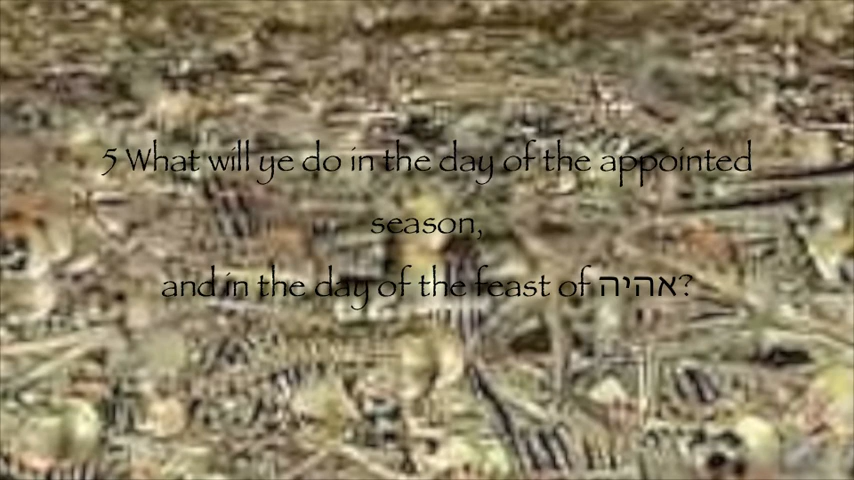 5 What will ye do in the day of the appointed
season,
and in the day of the feast of אהיה?